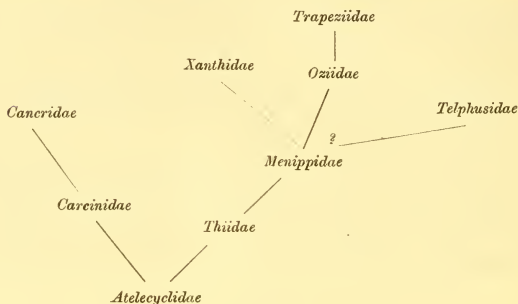 Trapeziidae
Xanthidae
Oziidae
Cancridae
Telphusidae
?
Menippidae
Carcinidae
Thiidae
Atelecyclidae